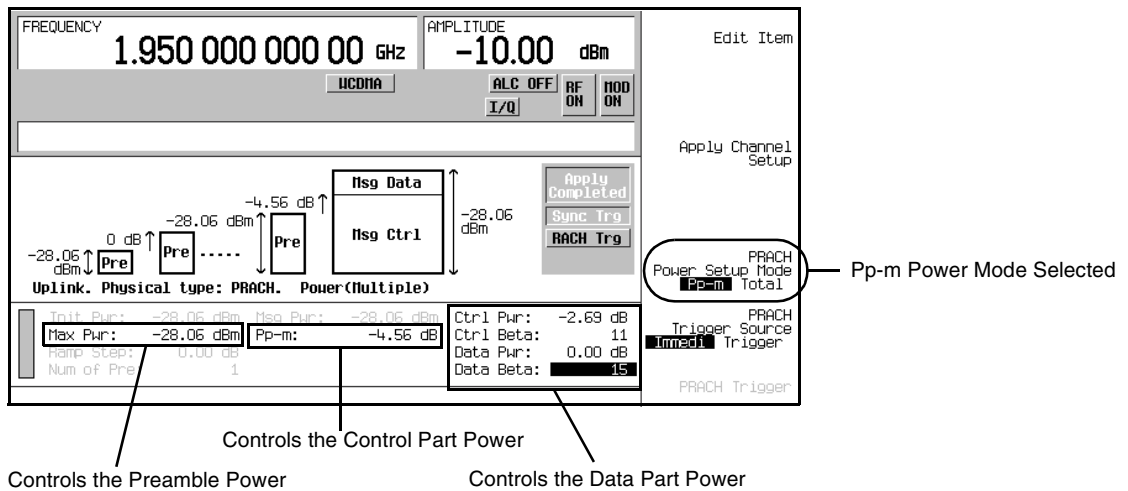 FREQUENCY
1.950 000 000 00 GHz
AMPLITUDE
-10.00 dBm
WCDMA
ALC OFF
I/Q
RF ON
MOD ON
Edit Item
Apply Channel
Setup
Apply
Completed
Sync Trg
RACH Trg
-28.06
dBm
Pre
0 dB
Pre
.....
-28.06 dBm
Pre
-4.56 dB
Msg Data
Msg Ctrl
-28.06
dBm
Uplink. Physical type: PRACH. Power(Multiple)
PRACH
Power Setup Mode
Pp-m Total
Pp-m Power Mode Selected
PRACH
Trigger Source
Immedi Trigger
PRACH Trigger
Init Pwr: -28.06 dBm Msg Pwr: -28.06 dBm
Max Pwr: -28.06 dBm Pp-m: -4.56 dB
Ramp Step: 0.00 dB
Num of Pre: 1
Ctrl Pwr: -2.69 dB
Ctrl Beta: 11
Data Pwr: 0.00 dB
Data Beta: 15
Controls the Control Part Power
Controls the Preamble Power
Controls the Data Part Power